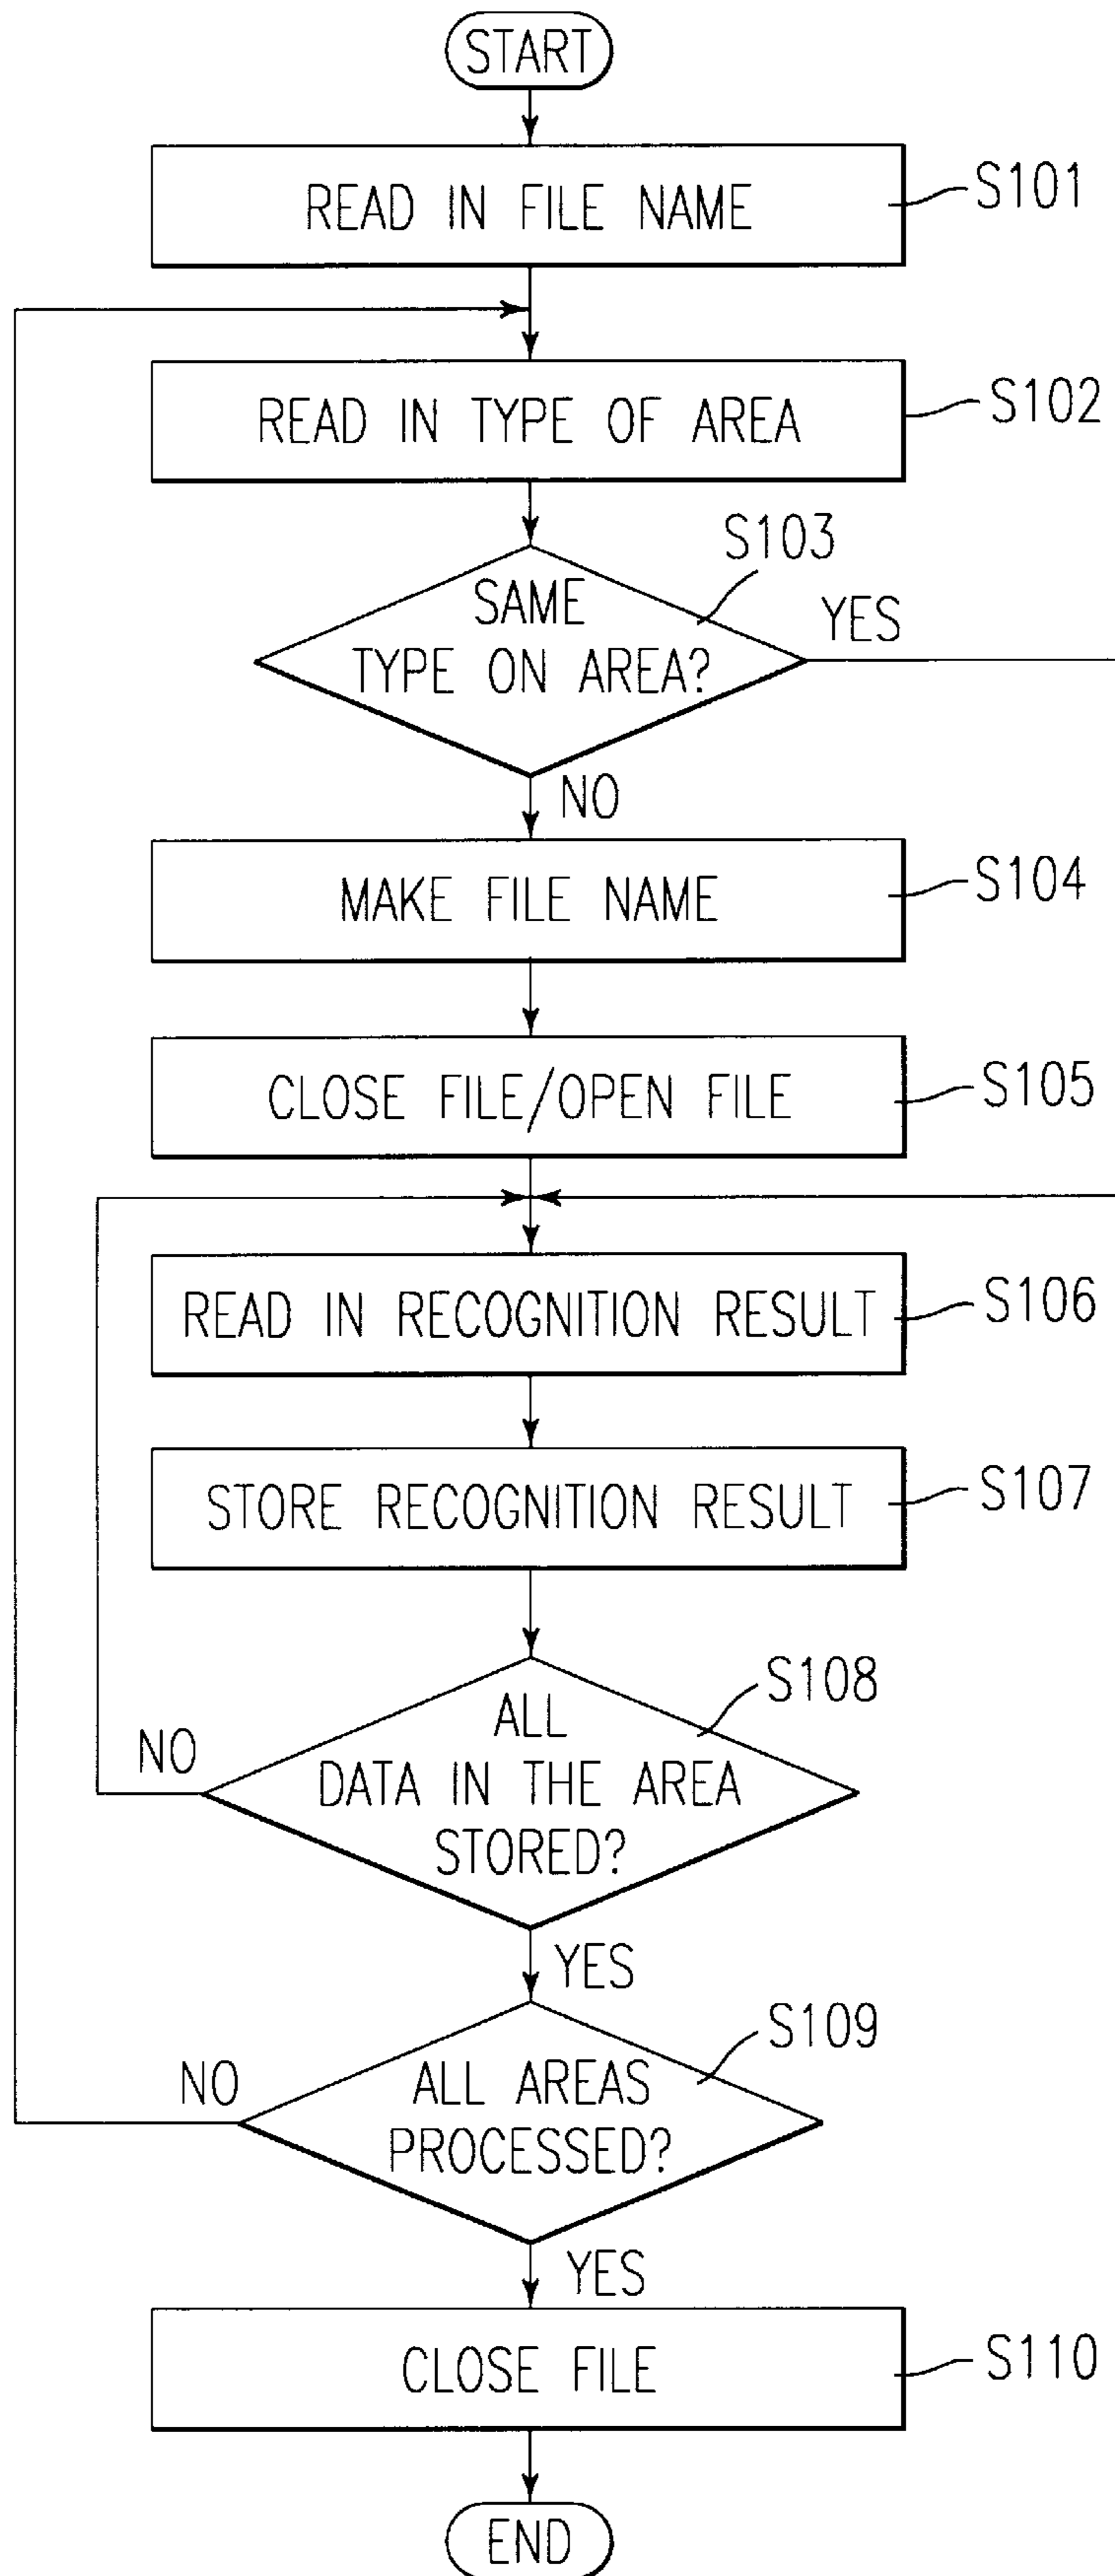 START
READ IN FILE NAME
S101
READ IN TYPE OF AREA
S102
S103
SAME
TYPE ON AREA?
YES
NO
MAKE FILE NAME
S104
CLOSE FILE/OPEN FILE
S105
READ IN RECOGNITION RESULT
S106
STORE RECOGNITION RESULT
S107
S108
ALL
DATA IN THE AREA
STORED?
NO
YES
S109
ALL AREAS
PROCESSED?
NO
YES
CLOSE FILE
S110
END